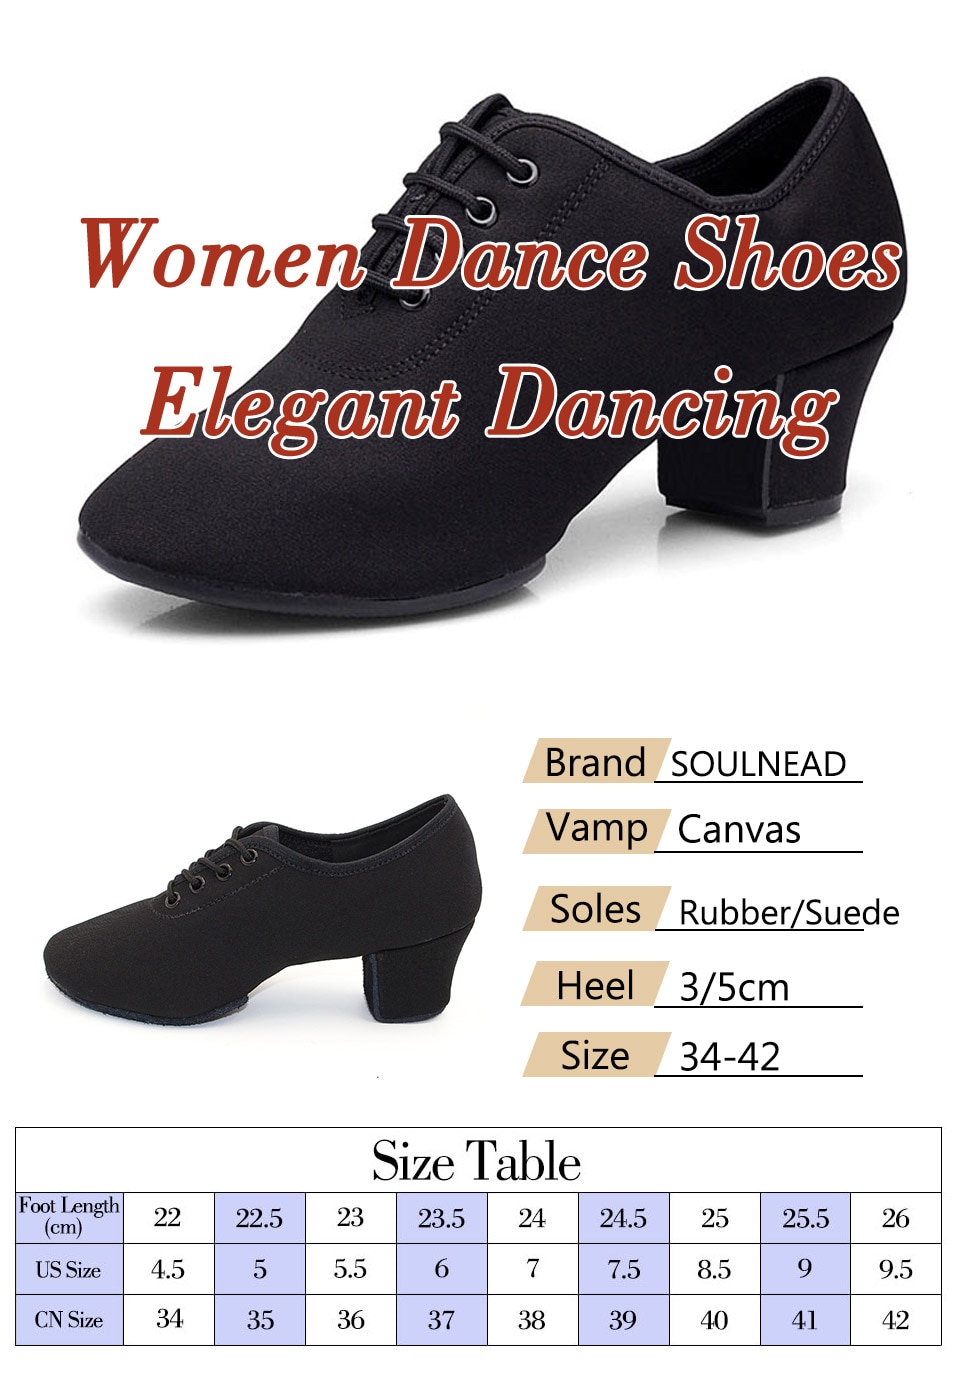 Women Dance Shoes
Elegant Dancing
Brand SOULNEAD
Vamp Canvas
Soles Rubber/Suede
Heel 3/5cm
Size 34-42
Size Table
Foot Length (cm) 22 22.5 23 23.5 24 24.5 25 25.5 26
US Size 4.5 5 5.5 6 7 7.5 8.5 9 9.5
CN Size 34 35 36 37 38 39 40 41 42